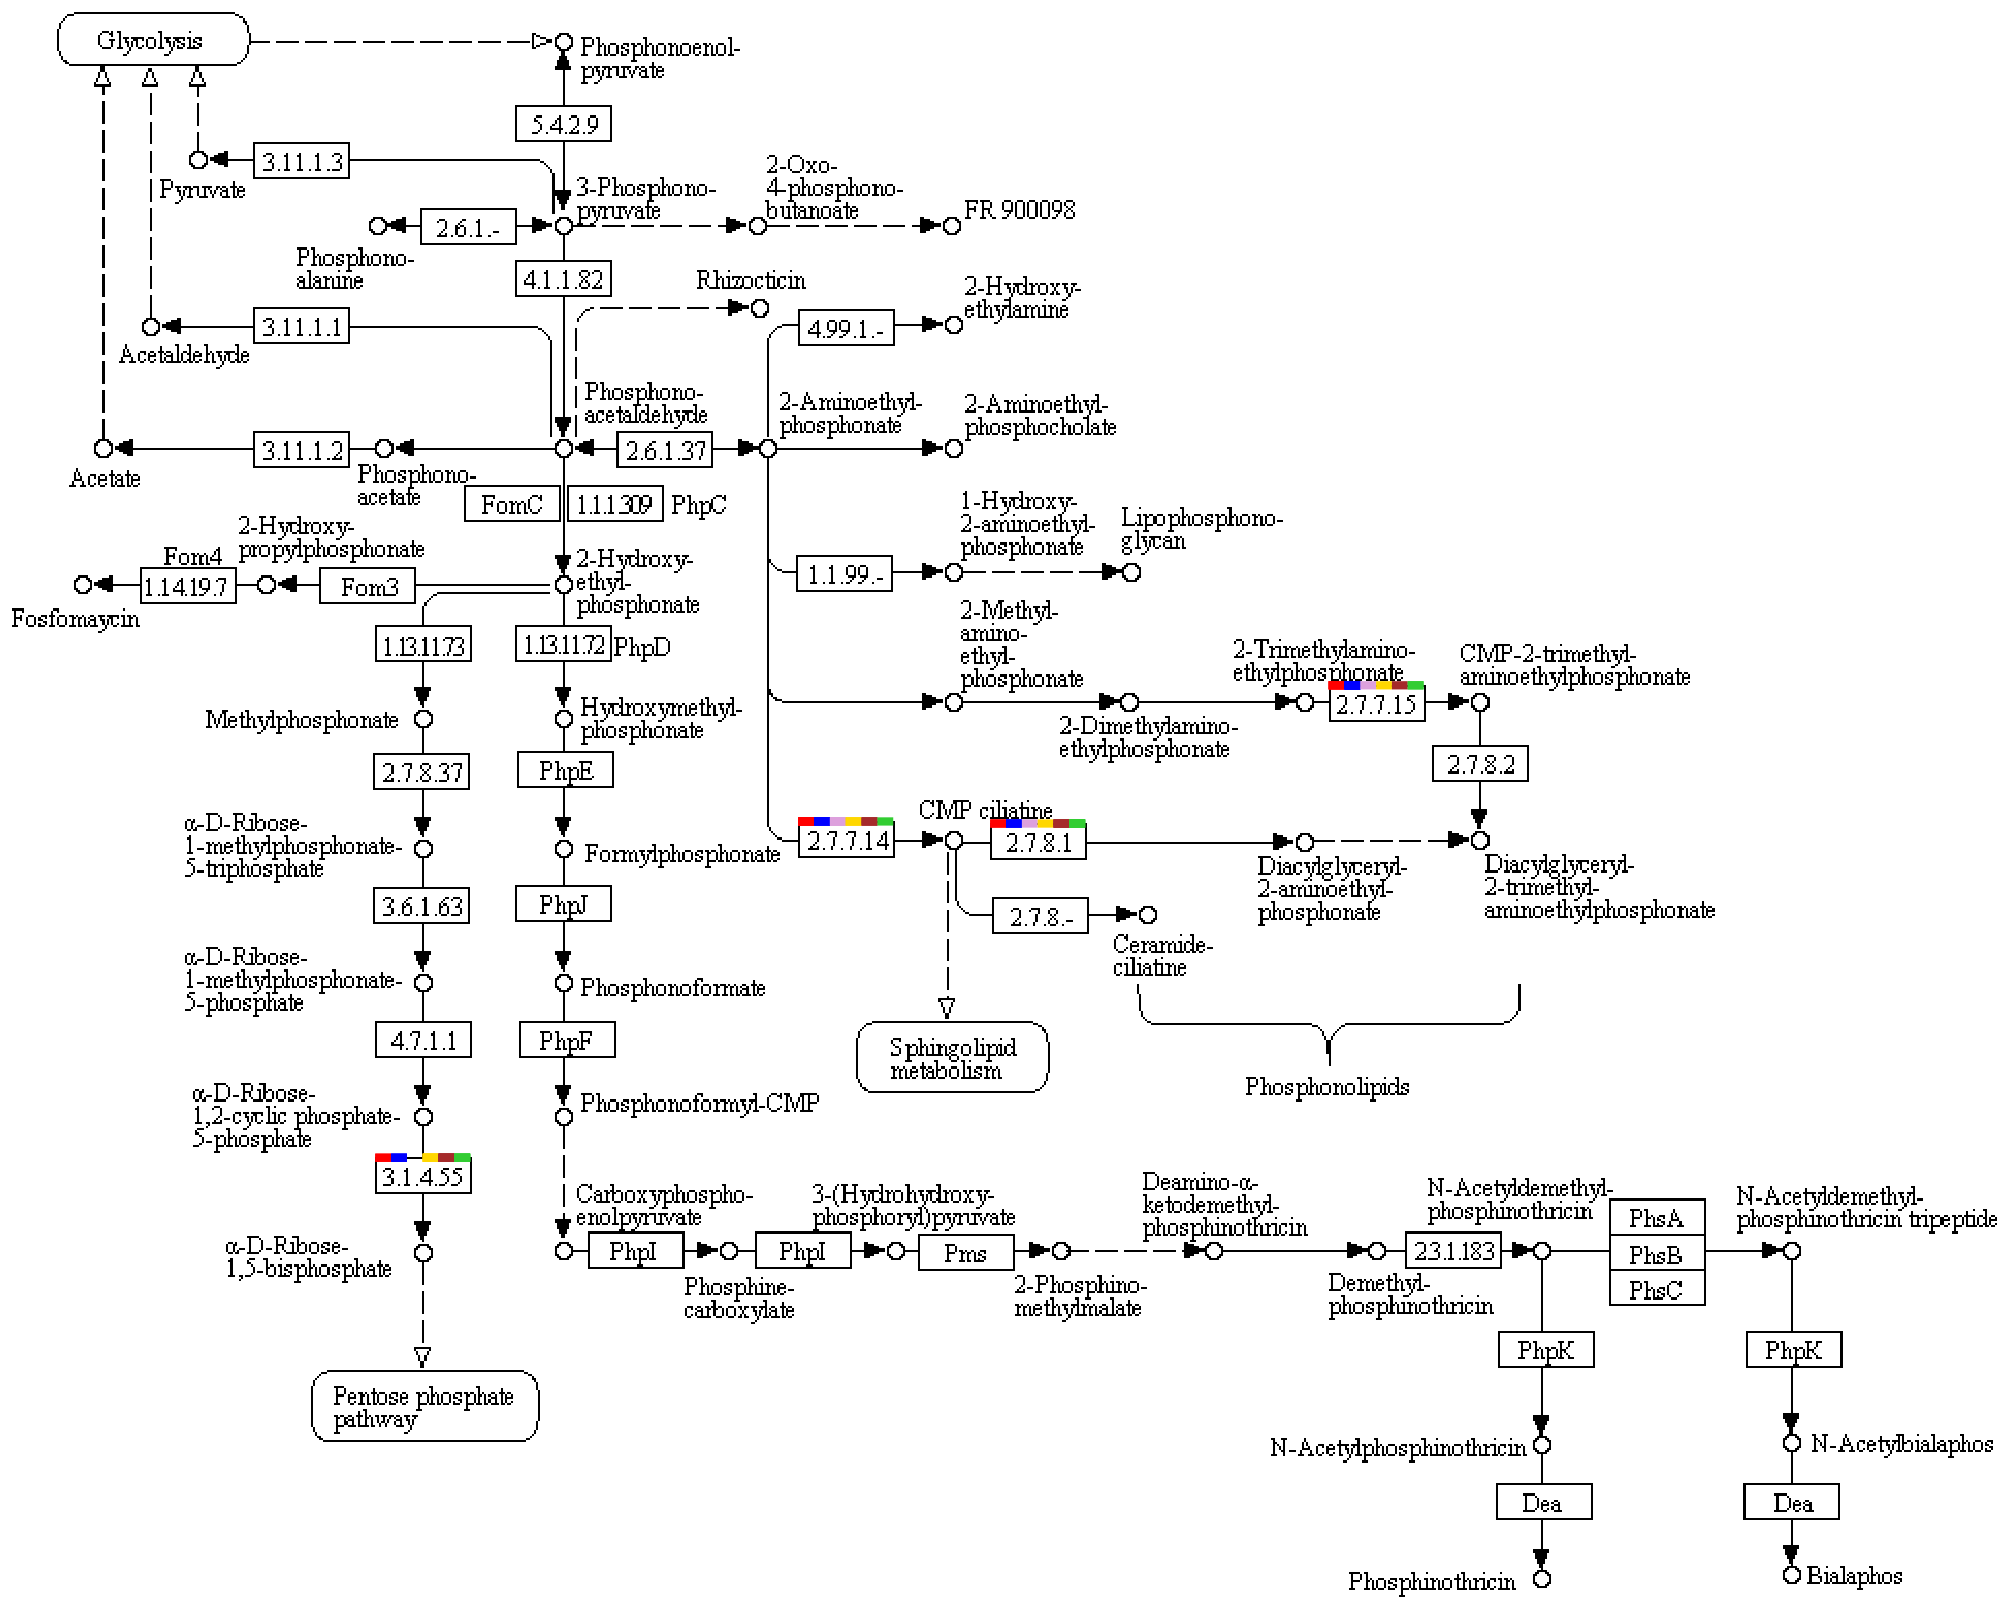 Glycolysis
Phosphonoenol-
pyruvate
5.4.2.9
3.11.1.3
Pyruvate
3-Phosphono-
pyruvate
2-Oxo-
4-phosphono-
butanoate
FR 900098
2.6.1.-
Phosphono-
alanine
4.1.1.82
Rhizocticin
2-Hydroxy-
ethylamine
3.11.1.1
4.99.1.-
Acetaldehyde
Phosphono-
acetaldehyde
2-Aminoethyl-
phosphonate
2-Aminoethyl-
phosphocholate
3.11.1.2
2.6.1.37
Acetate
Phosphono-
acetate
FomC
1.1.1.309
PhpC
1-Hydroxy-
2-aminoethyl-
phosphonate
Lipophosphono-
glycan
2-Hydroxy-
propylphosphonate
Fom4
1.14.19.7
Fom3
2-Hydroxy-
ethyl-
phosphonate
1.1.99.-
Fosfomaycin
1.13.11.73
1.13.11.72
PhpD
2-Methyl-
amino-
ethyl-
phosphonate
2-Trimethylamino-
ethylphosphonate
CMP-2-trimethyl-
aminoethylphosphonate
2.7.7.15
Methylphosphonate
Hydroxymethyl-
phosphonate
2-Dimethylamino-
ethylphosphonate
2.7.8.37
PhpE
2.7.8.2
α-D-Ribose-
1-methylphosphonate-
5-triphosphate
Formylphosphonate
CMP ciliatine
2.7.7.14
2.7.8.1
Diacylglyceryl-
2-aminoethyl-
phosphonate
Diacylglyceryl-
2-trimethyl-
aminoethylphosphonate
3.6.1.63
PhpJ
2.7.8.-
Ceramide-
ciliatine
α-D-Ribose-
1-methylphosphonate-
5-phosphate
Phosphonoformate
4.7.1.1
PhpF
Sphingolipid
metabolism
Phosphonolipids
α-D-Ribose-
1,2-cyclic phosphate-
5-phosphate
Phosphonoformyl-CMP
3.1.4.55
Carboxyphospho-
enolpyruvate
3-(Hydrohydroxy-
phosphoryl)pyruvate
Deamino-α-
ketodemethyl-
phosphinothricin
N-Acetyldemethyl-
phosphinothricin
PhsA
PhsB
PhsC
N-Acetyldemethyl-
phosphinothricin tripeptide
α-D-Ribose-
1,5-bisphosphate
PhpI
PhpI
Pms
2.3.1.183
Phosphine-
carboxylate
2-Phosphino-
methylmalate
Demethyl-
phosphinothricin
PhpK
PhpK
Pentose phosphate
pathway
N-Acetylphosphinothricin
N-Acetylbialaphos
Dea
Dea
Phosphinothricin
Bialaphos